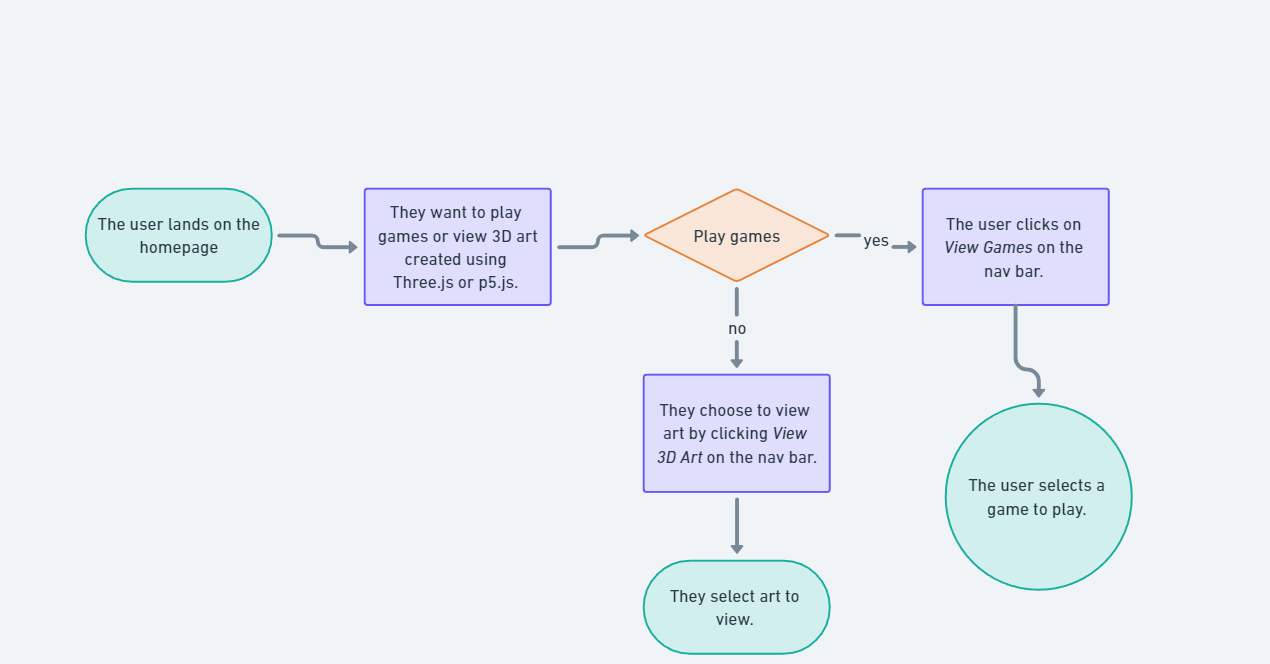 The user lands on the
homepage
They want to play
games or view 3D art
created using
Three.js or p5.js.
Play games
yes
The user clicks on
View Games on the
nav bar.
no
They choose to view
art by clicking View
3D Art on the nav bar.
The user selects a
game to play.
They select art to
view.